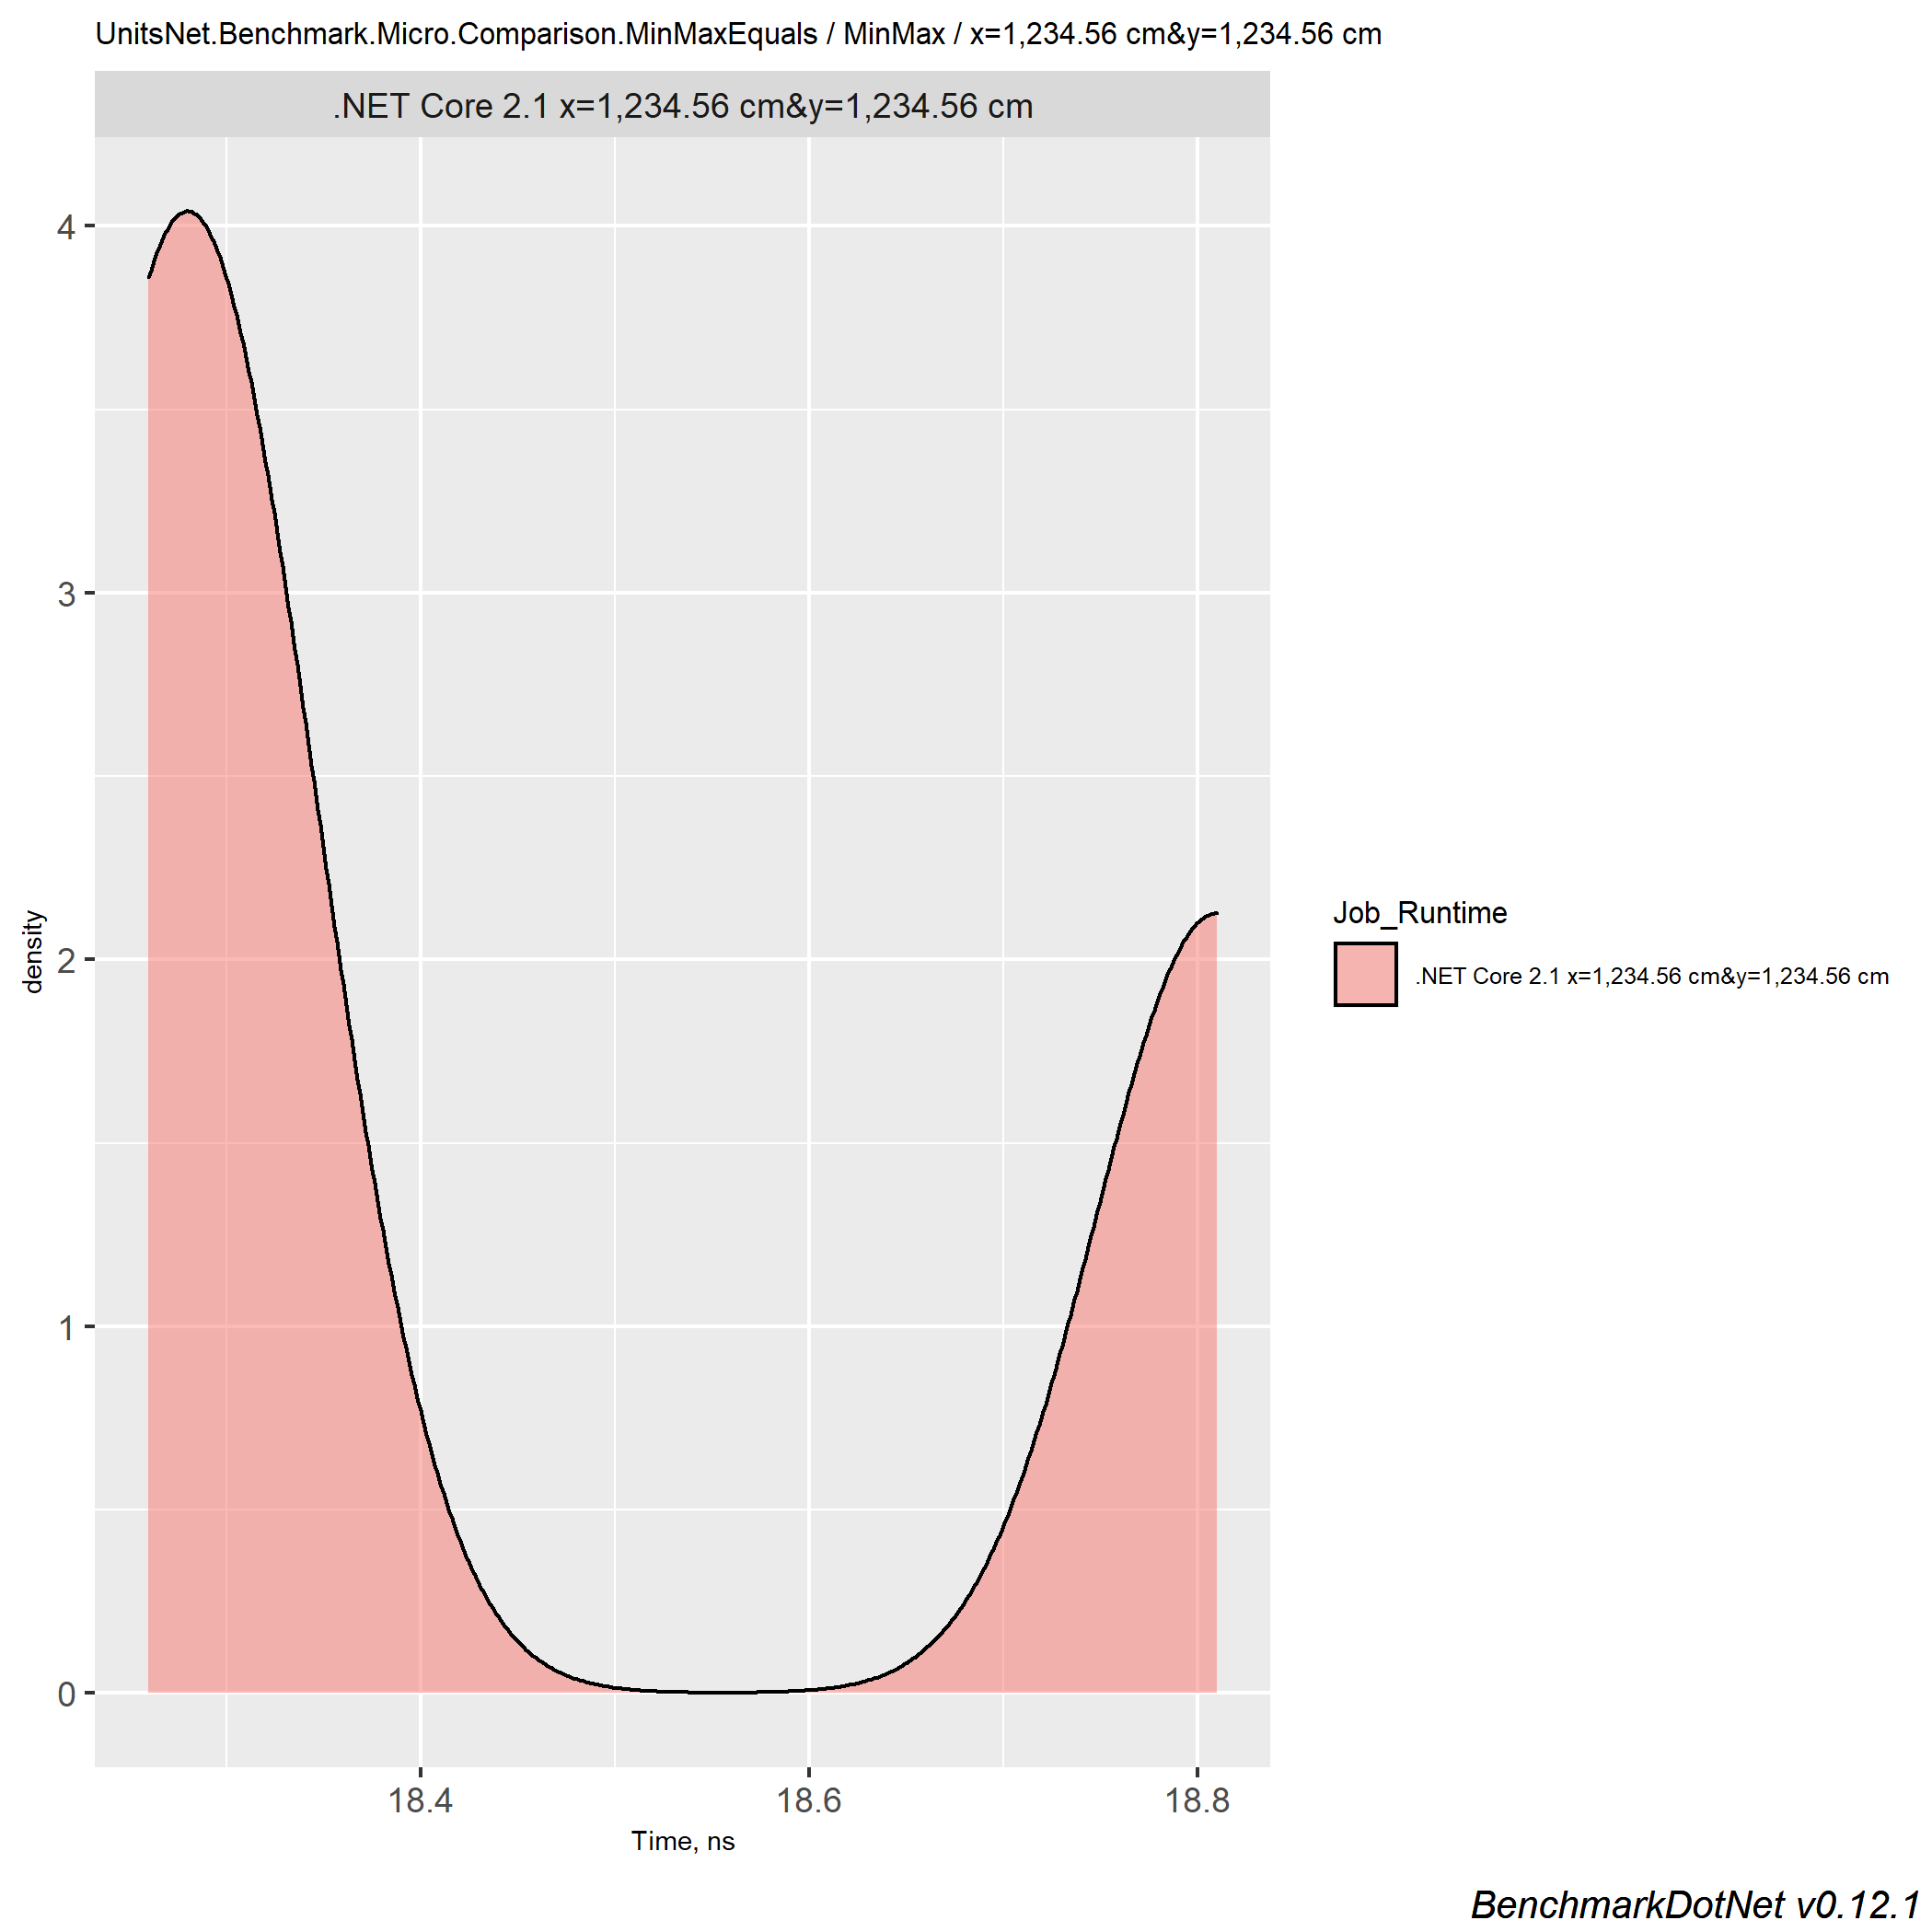 UnitsNet.Benchmark.Micro.Comparison.MinMaxEquals / MinMax / x=1,234.56 cm&y=1,234.56 cm
.NET Core 2.1 x=1,234.56 cm&y=1,234.56 cm
4
3
2
1
0
density
18.4 18.6 18.8
Time, ns
Job_Runtime
.NET Core 2.1 x=1,234.56 cm&y=1,234.56 cm
BenchmarkDotNet v0.12.1